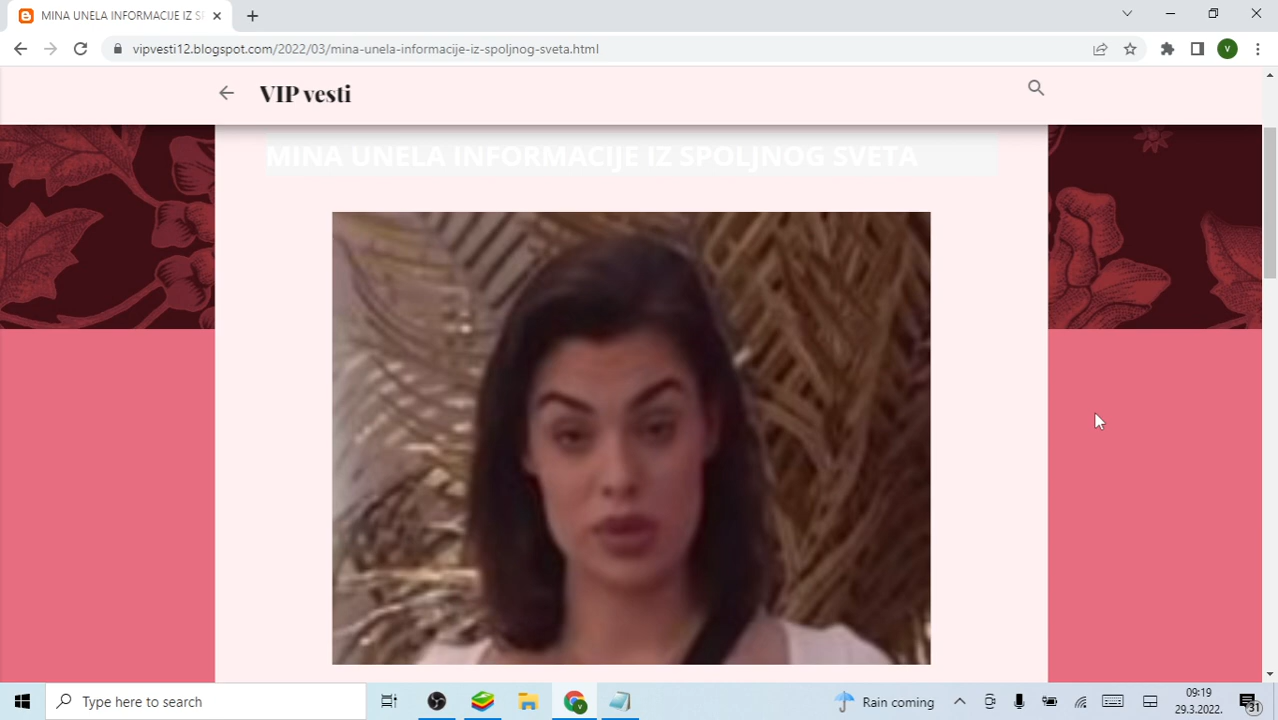 MINA UNELA INFORMACIJE IZ SP
vipvesti12.blogspot.com/2022/03/mina-unela-informacije-iz-spoljnog-sveta.html
V
VIP vesti
MINA UNELA INFORMACIJE IZ SPOLJNOG SVETA
Type here to search
Rain coming
09:19
29.3.2022.
31